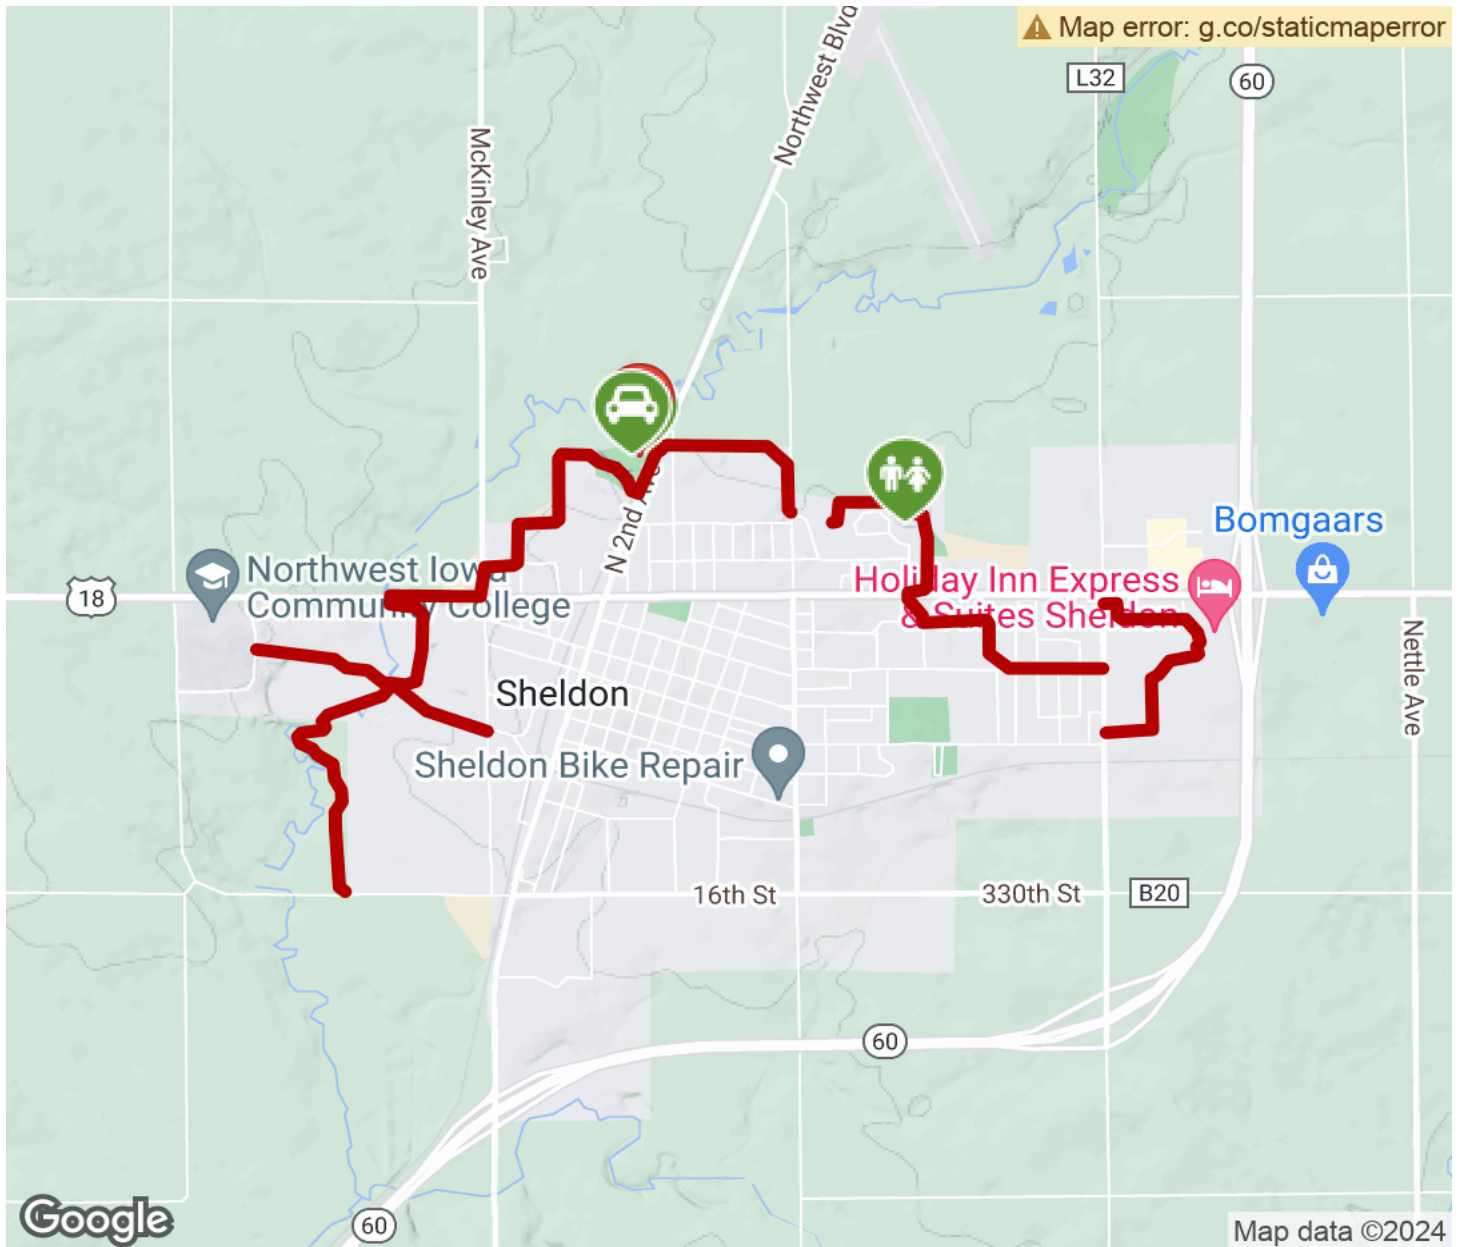 Map error: g.co/staticmaperror
L32
60
Northwest Blvd
McKinley Ave
N 2nd Ave
Bomgaars
18
Northwest Iowa
Community College
Holiday Inn Express
& Suites Sheldon
Nettle Ave
Sheldon
Sheldon Bike Repair
16th St
330th St
B20
60
60
Google
Map data ©2024